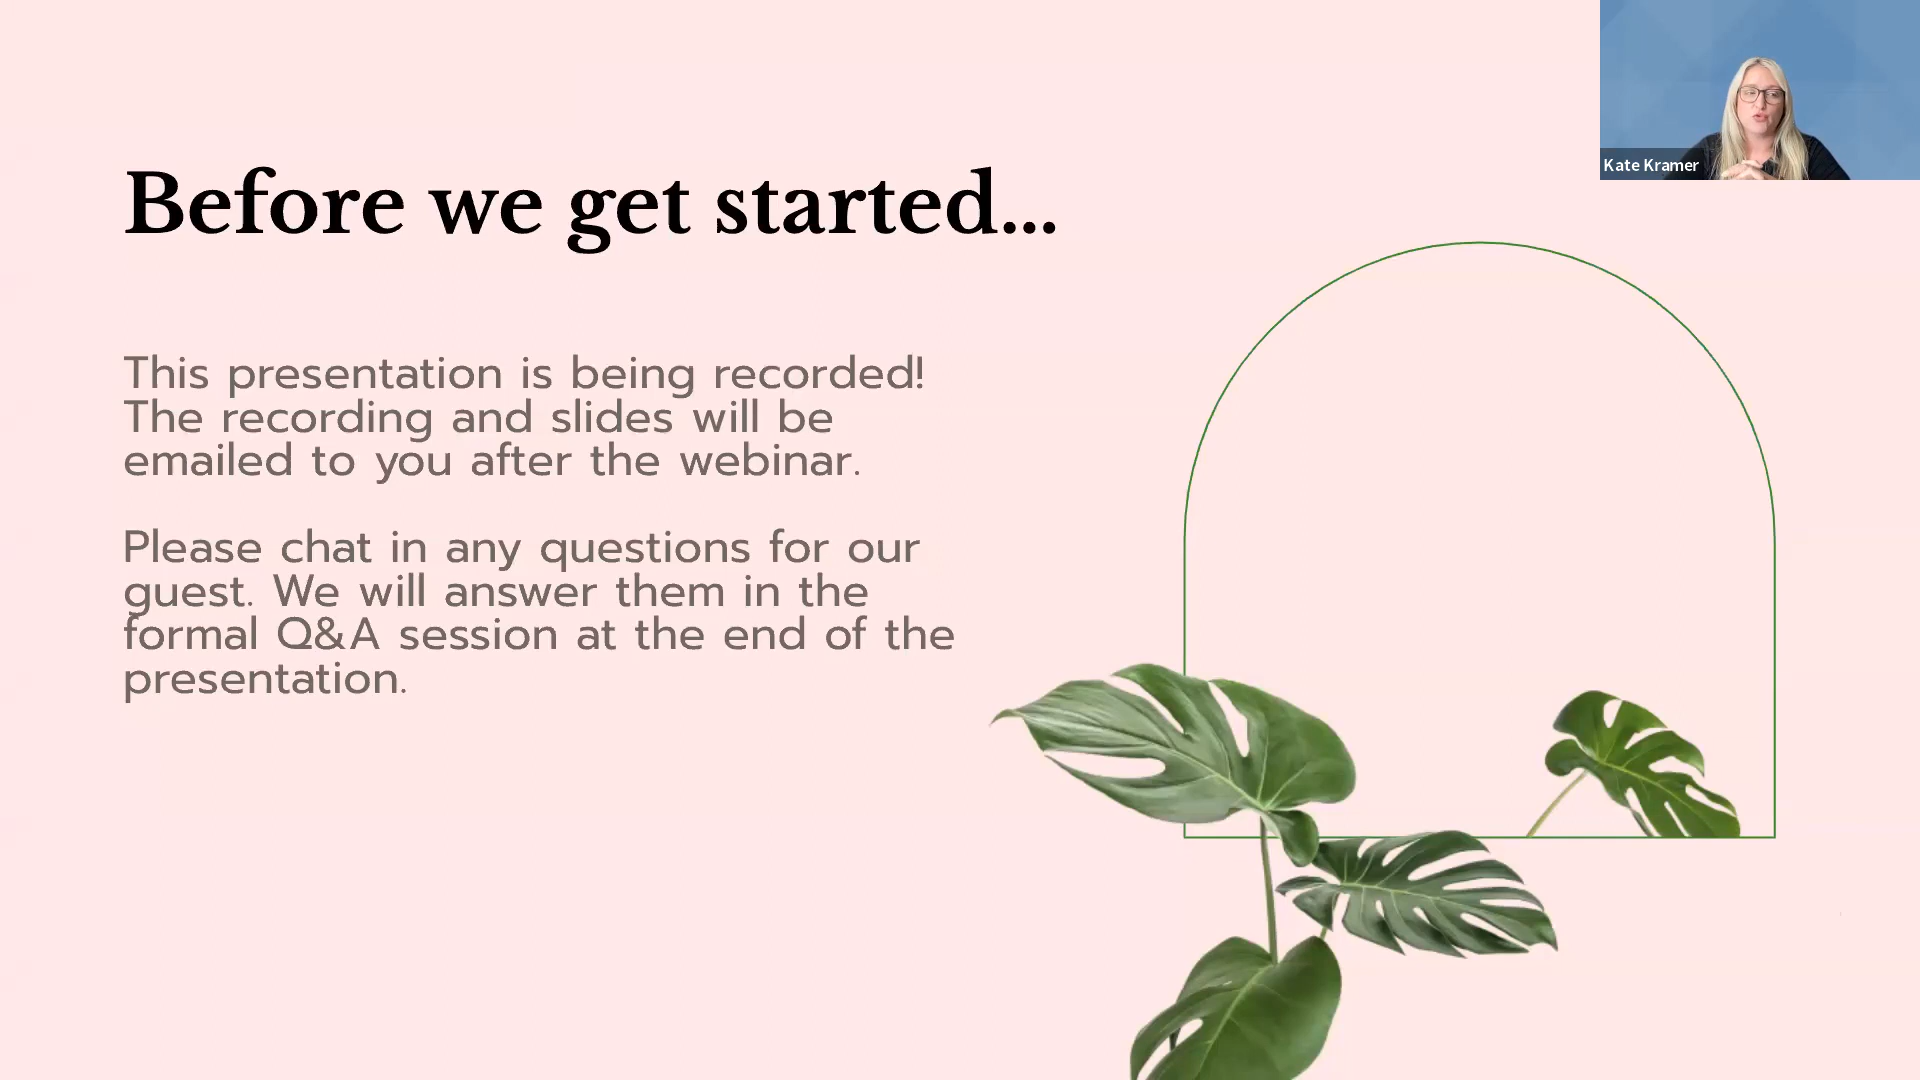 Before we get started...
This presentation is being recorded!
The recording and slides will be
emailed to you after the webinar.
Please chat in any questions for our
guest. We will answer them in the
formal Q&A session at the end of the
presentation.
Kate Kramer